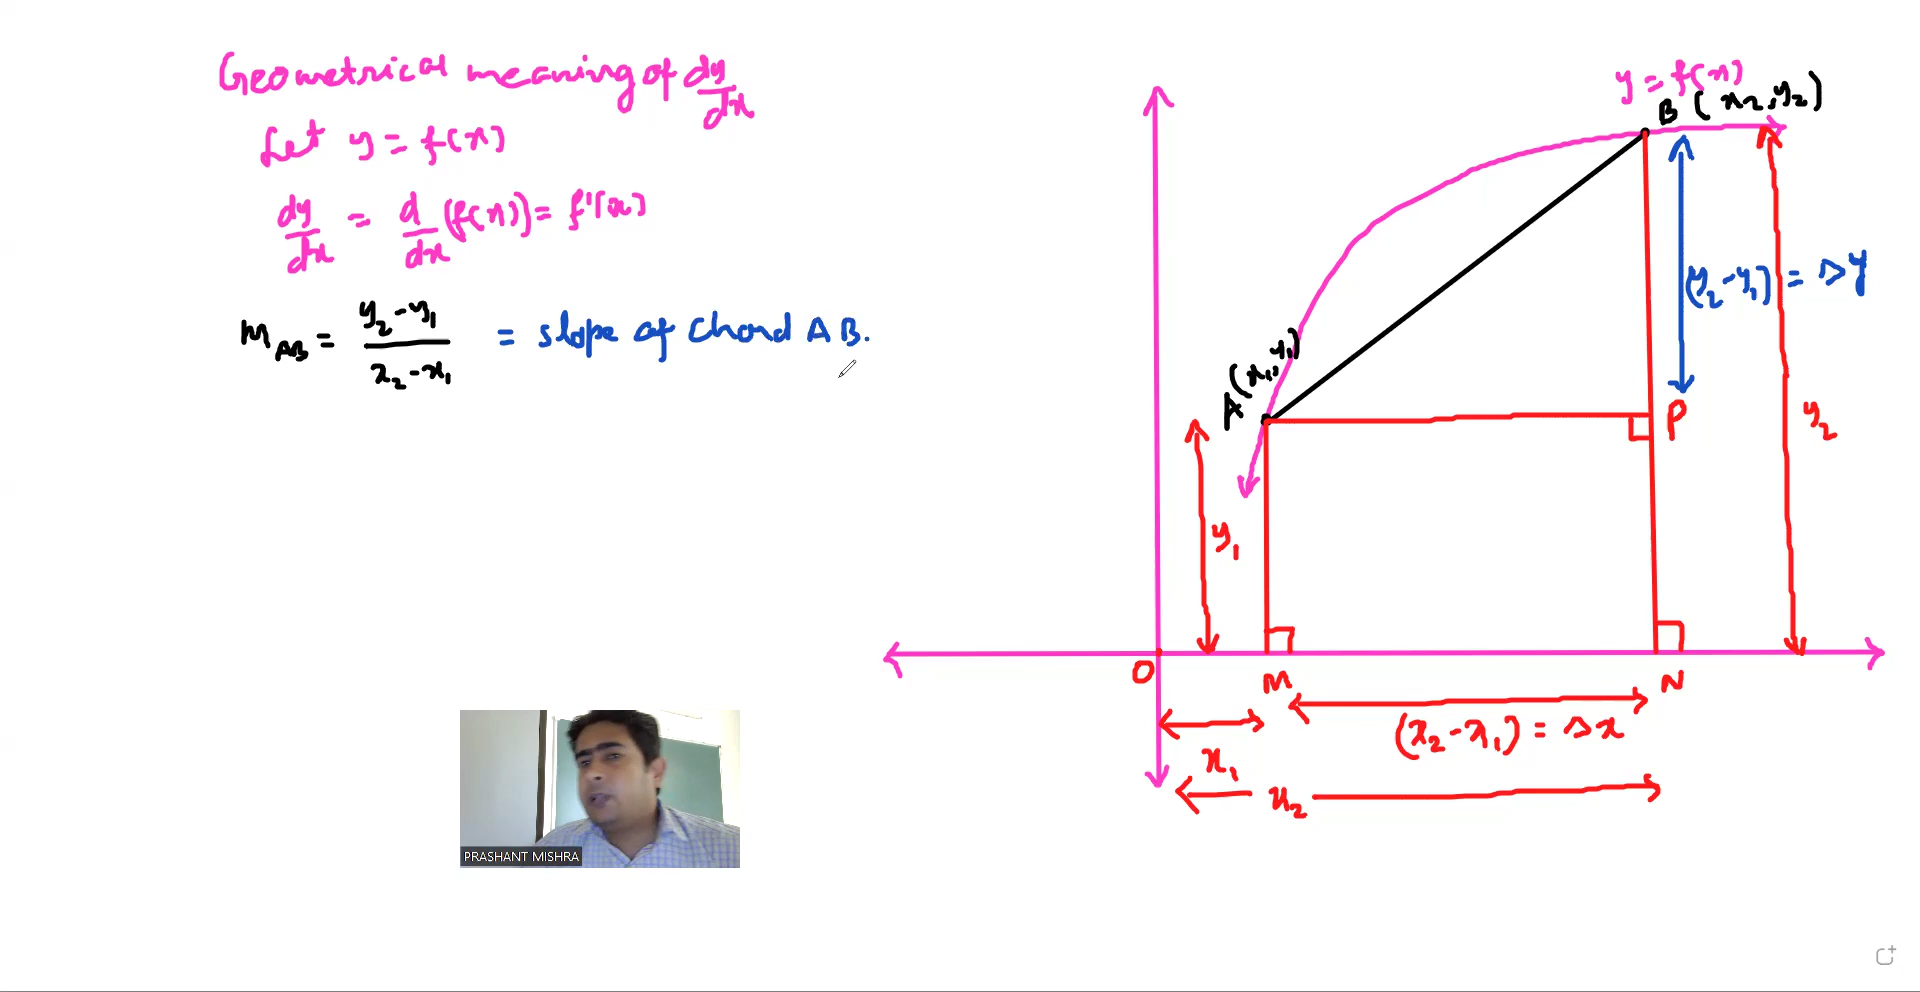 Geometrical meaning of dy/dx
Let y = f(x)
dy/dx = d/dx (f(x)) = f'(x)
M_AB = (y₂-y₁)/(x₂-x₁) = slope of Chord AB.
y = f(x)
B (x₂, y₂)
(y₂-y₁) = Δy
A (x₁, y₁)
P
y₂
y₁
O
M
N
(x₂-x₁) = Δx
x₁
x₂
PRASHANT MISHRA